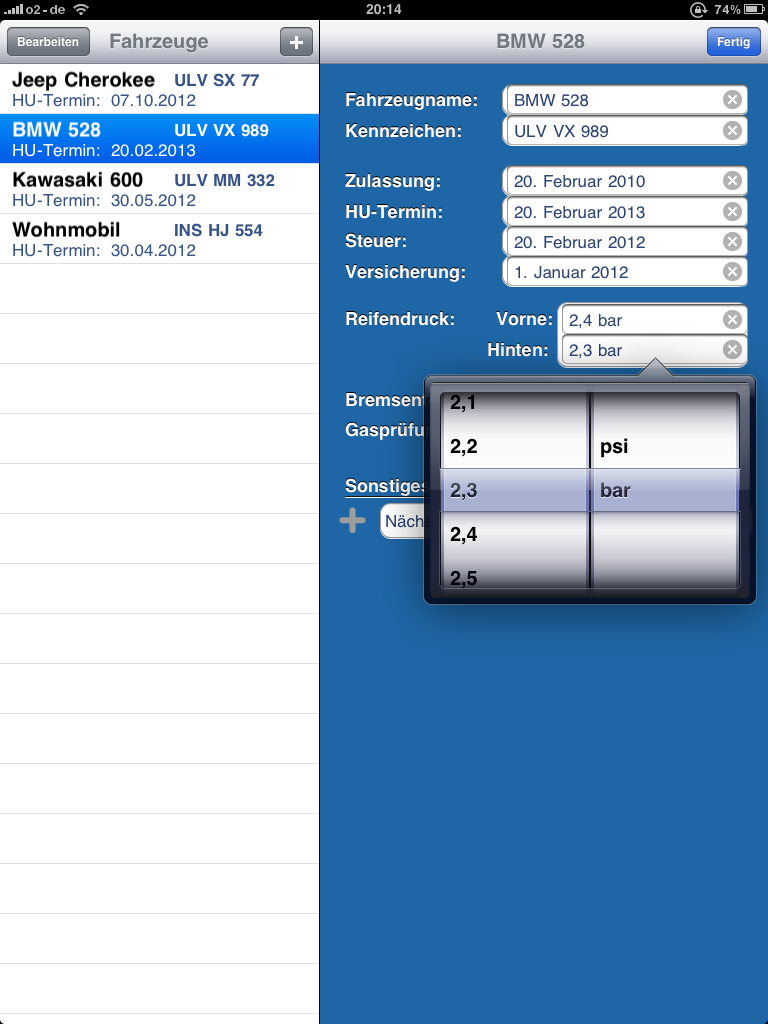 o2-de 20:14 74%
Bearbeiten Fahrzeuge +
Jeep Cherokee ULV SX 77
HU-Termin: 07.10.2012
BMW 528 ULV VX 989
HU-Termin: 20.02.2013
Kawasaki 600 ULV MM 332
HU-Termin: 30.05.2012
Wohnmobil INS HJ 554
HU-Termin: 30.04.2012
BMW 528 Fertig
Fahrzeugname: BMW 528
Kennzeichen: ULV VX 989
Zulassung: 20. Februar 2010
HU-Termin: 20. Februar 2013
Steuer: 20. Februar 2012
Versicherung: 1. Januar 2012
Reifendruck: Vorne: 2,4 bar
Hinten: 2,3 bar
Bremsent
Gasprüfu
Sonstiges
Näch
2,1
2,2 psi
2,3 bar
2,4
2,5